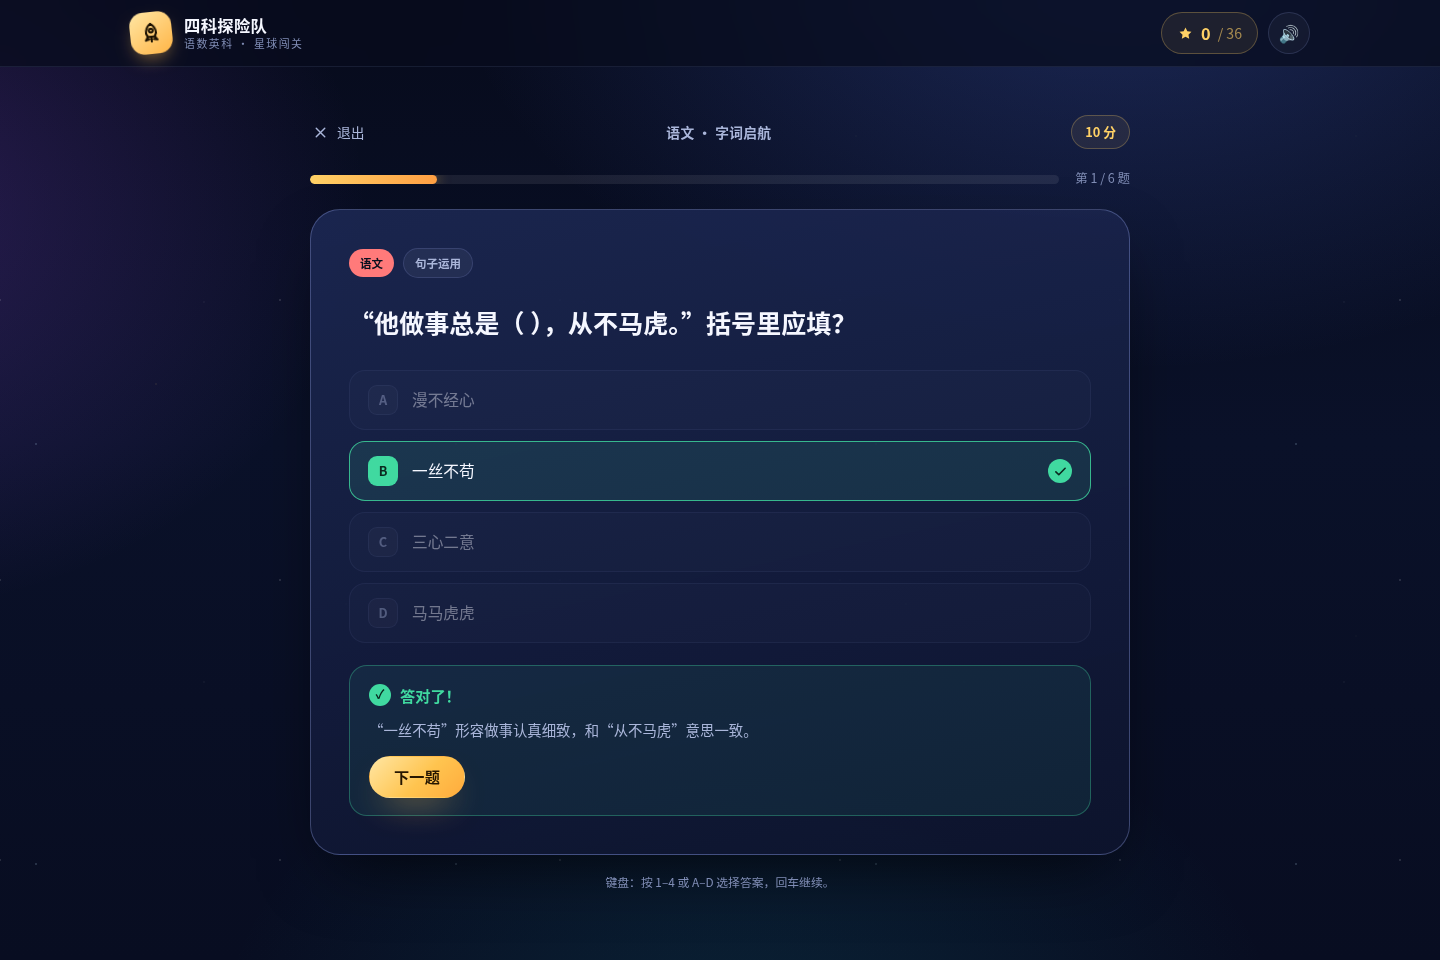 四科探险队
语数英科 · 星球闯关
0 / 36
退出
语文 · 字词启航
10 分
第 1 / 6 题
语文
句子运用
“他做事总是（ ），从不马虎。”括号里应填？
A 漫不经心
B 一丝不苟
C 三心二意
D 马马虎虎
答对了！
“一丝不苟”形容做事认真细致，和“从不马虎”意思一致。
下一题
键盘：按 1–4 或 A–D 选择答案，回车继续。